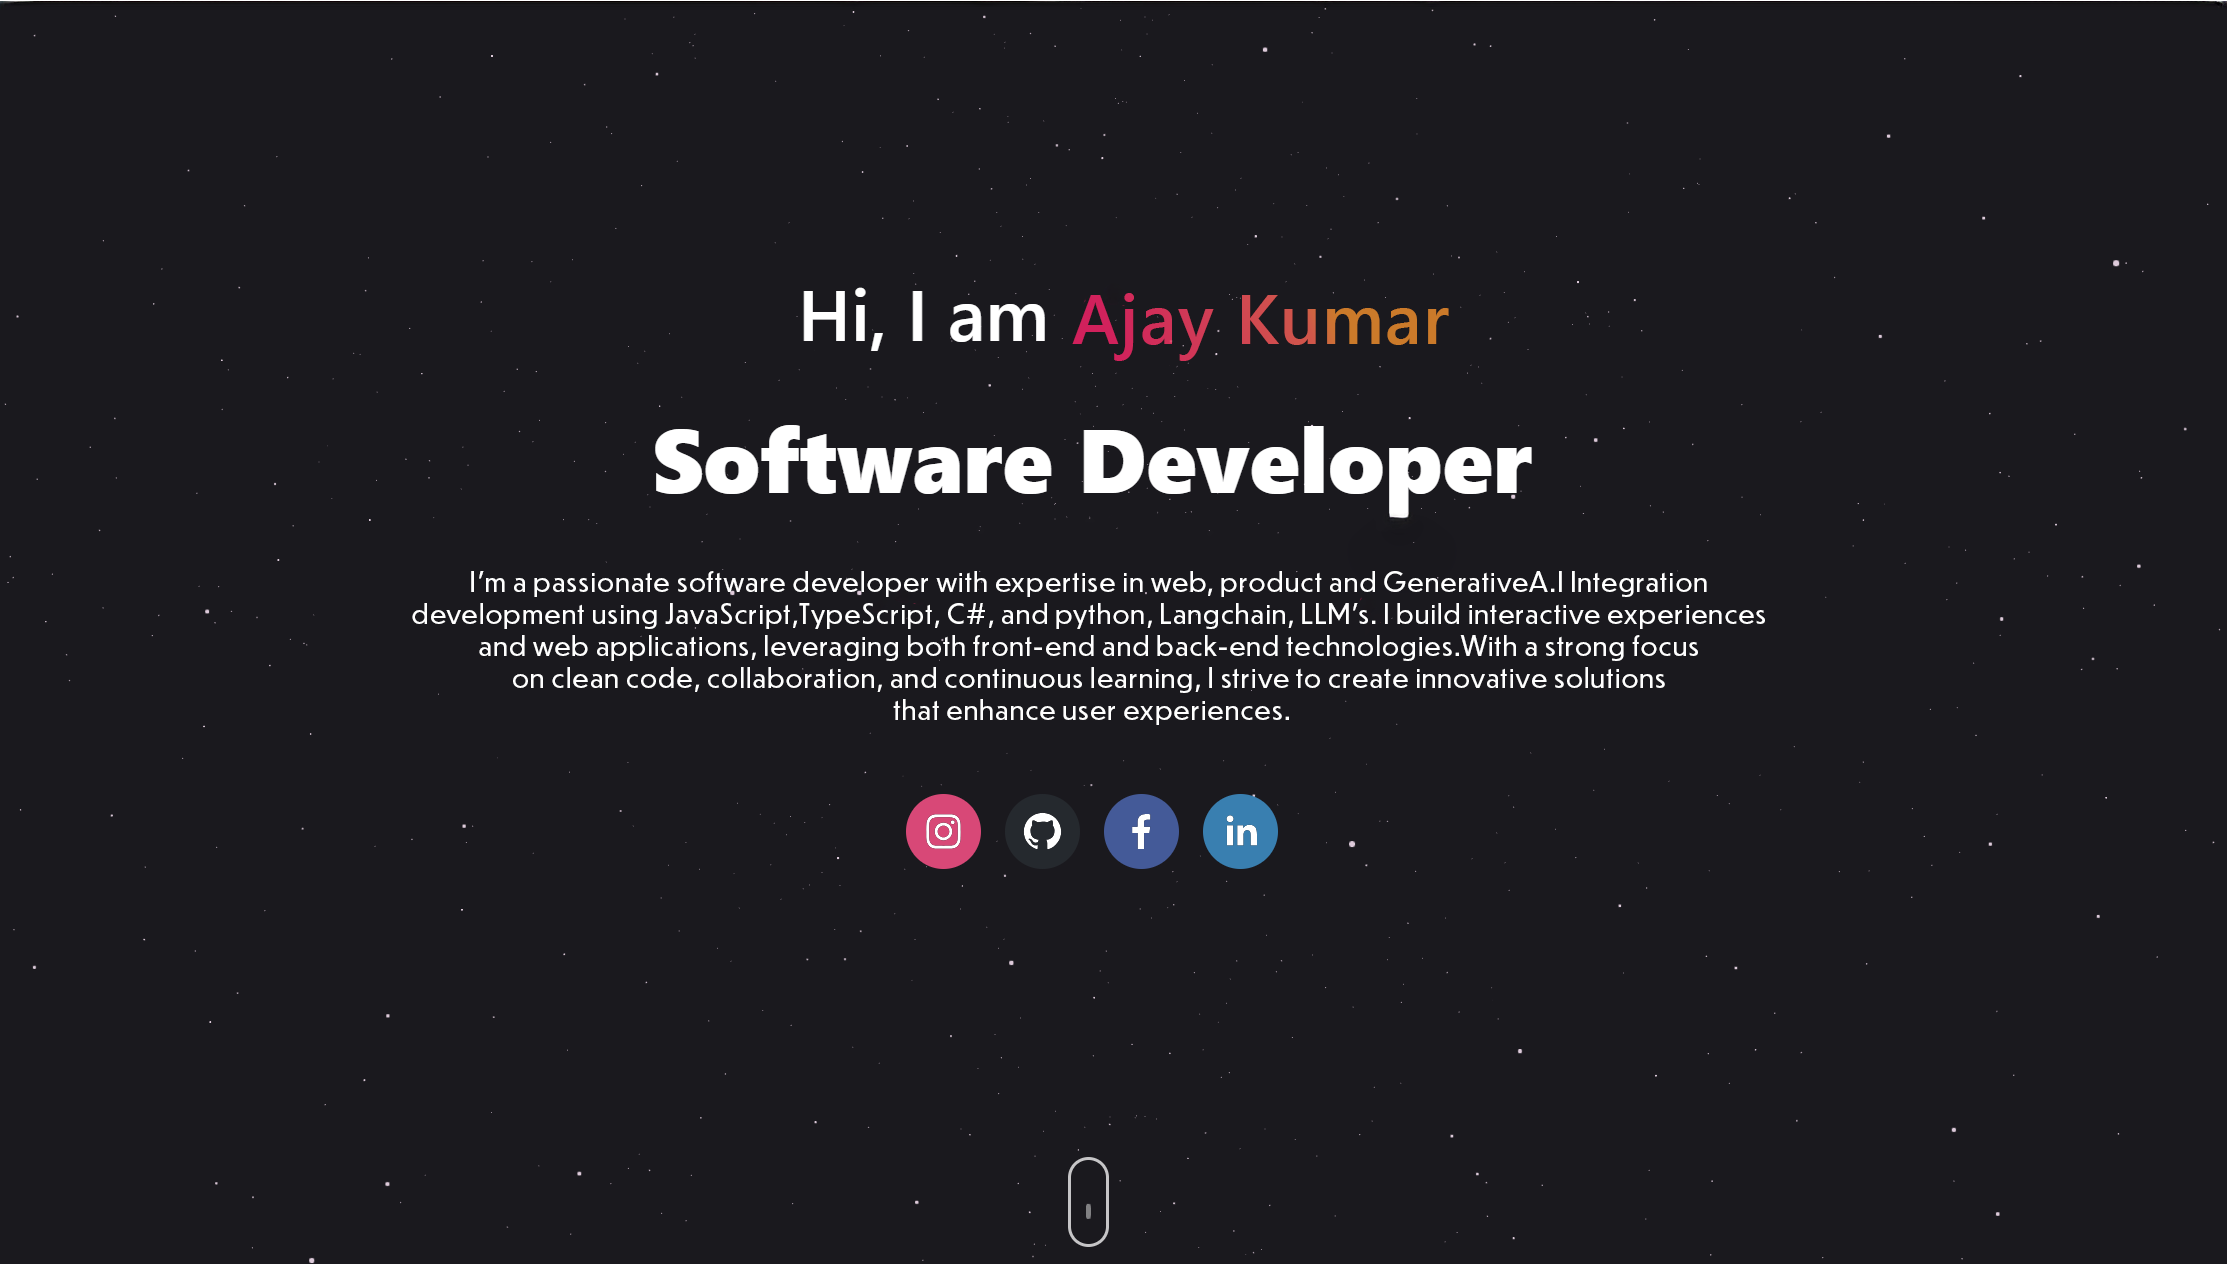 Hi, I am Ajay Kumar
Software Developer
I’m a passionate software developer with expertise in web, product and GenerativeA.I Integration
development using JavaScript,TypeScript, C#, and python, Langchain, LLM’s. I build interactive experiences
and web applications, leveraging both front-end and back-end technologies.With a strong focus
on clean code, collaboration, and continuous learning, I strive to create innovative solutions
that enhance user experiences.